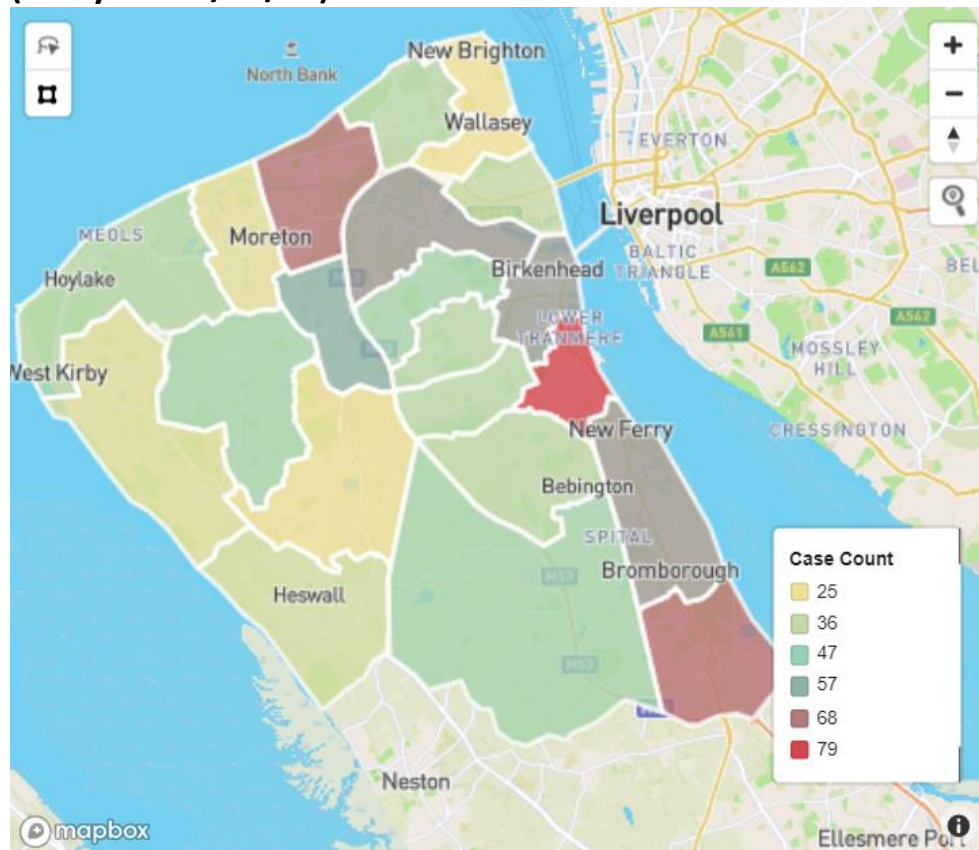 New Brighton
North Bank
Wallasey
EVERTON
Liverpool
MEOLS
Moreton
BALTIC
TRIANGLE
A562
Hoylake
Birkenhead
LOWER
TRANMERE
A561
A562
MOSSLEY
HILL
West Kirby
New Ferry
CRESSINGTON
Bebington
SPITAL
Bromborough
M53
Heswall
M53
Neston
Case Count
25
36
47
57
68
79
mapbox
Ellesmere Port